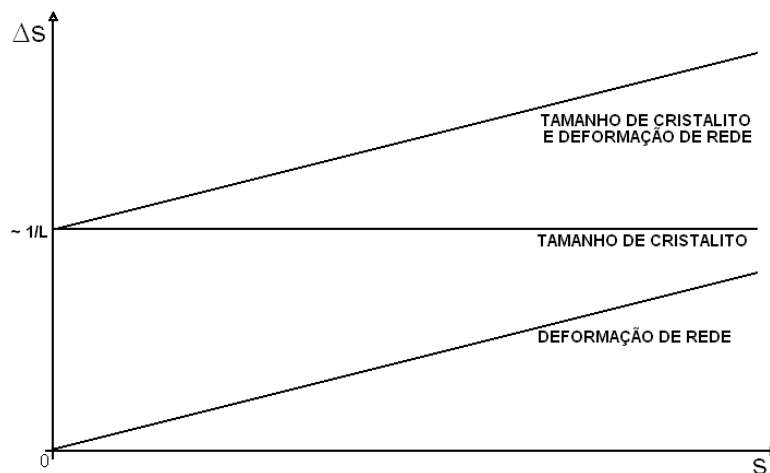 ΔS
TAMANHO DE CRISTALITO
E DEFORMAÇÃO DE REDE
~ 1/L
TAMANHO DE CRISTALITO
DEFORMAÇÃO DE REDE
0
S